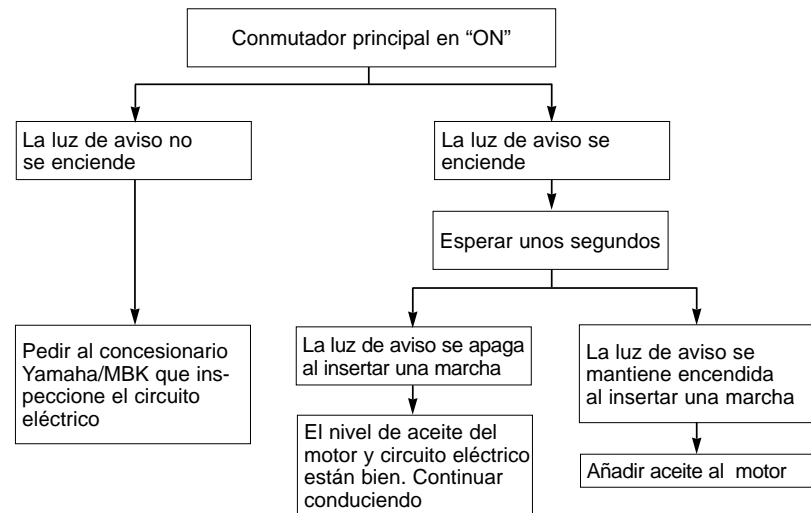 Conmutador principal en “ON”
La luz de aviso no
se enciende
La luz de aviso se
enciende
Esperar unos segundos
Pedir al concesionario
Yamaha/MBK que ins-
peccione el circuito
eléctrico
La luz de aviso se apaga
al insertar una marcha
La luz de aviso se
mantiene encendida
al insertar una marcha
El nivel de aceite del
motor y circuito eléctrico
están bien. Continuar
conduciendo
Añadir aceite al motor